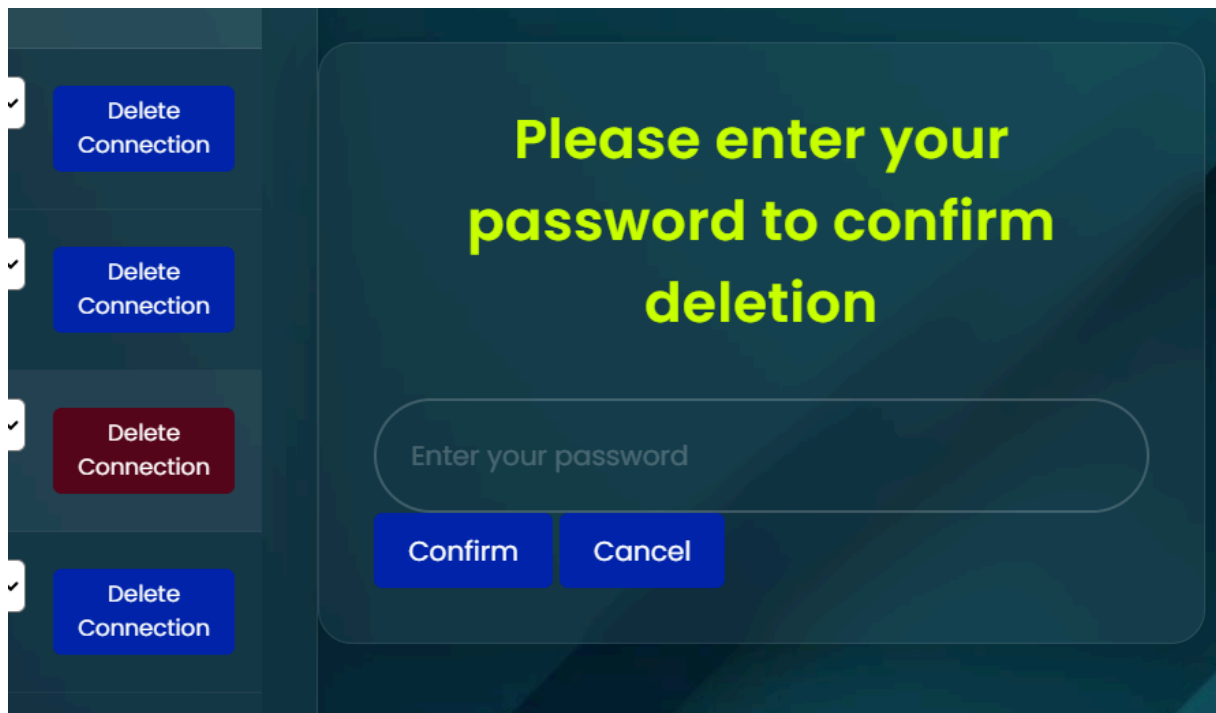 Delete
Connection
Delete
Connection
Delete
Connection
Delete
Connection
Please enter your
password to confirm
deletion
Enter your password
Confirm
Cancel